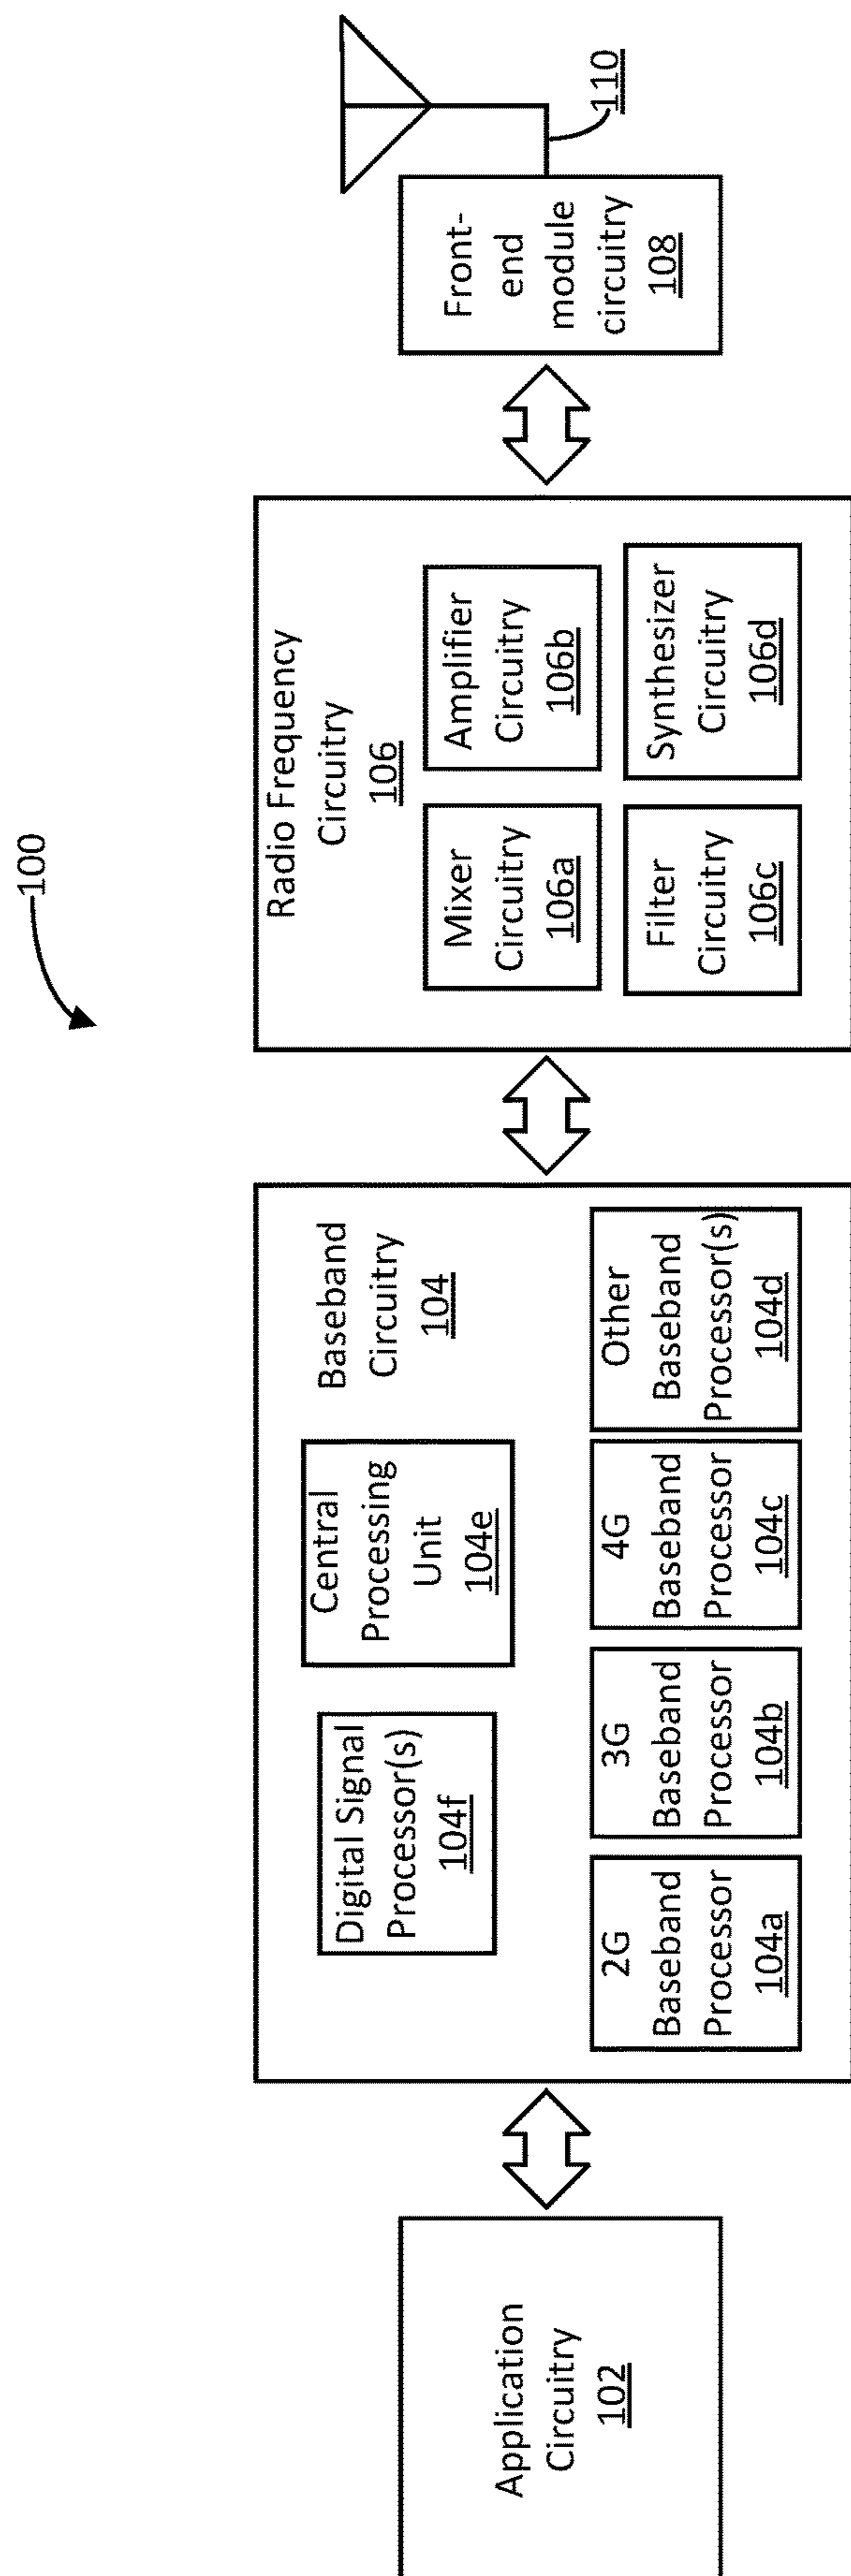 100
Application
Circuitry
102
Baseband
Circuitry
104
Digital Signal
Processor(s)
104f
Central
Processing
Unit
104e
2G
Baseband
Processor
104a
3G
Baseband
Processor
104b
4G
Baseband
Processor
104c
Other
Baseband
Processor(s)
104d
Radio Frequency
Circuitry
106
Mixer
Circuitry
106a
Amplifier
Circuitry
106b
Filter
Circuitry
106c
Synthesizer
Circuitry
106d
Front-
end
module
circuitry
108
110